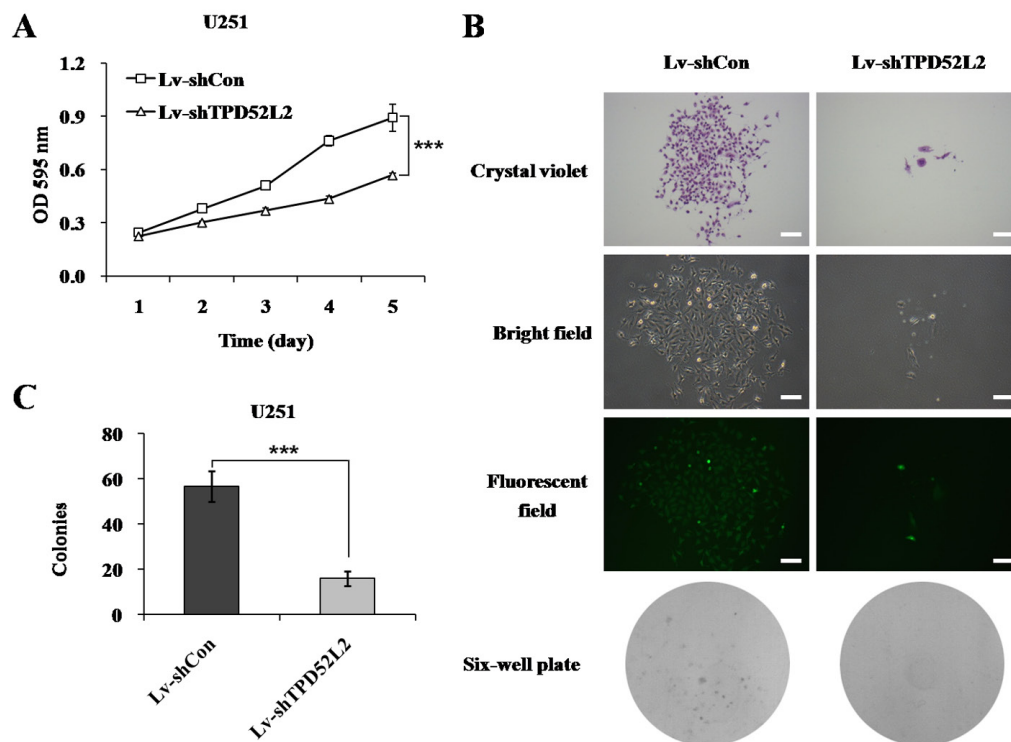 A
U251
1.2
0.9
0.6
0.3
0.0
OD 595 nm
Lv-shCon
Lv-shTPD52L2
***
1 2 3 4 5
Time (day)
B
Lv-shCon Lv-shTPD52L2
Crystal violet
Bright field
Fluorescent
field
Six-well plate
C
U251
80
60
40
20
0
Colonies
***
Lv-shCon
Lv-shTPD52L2